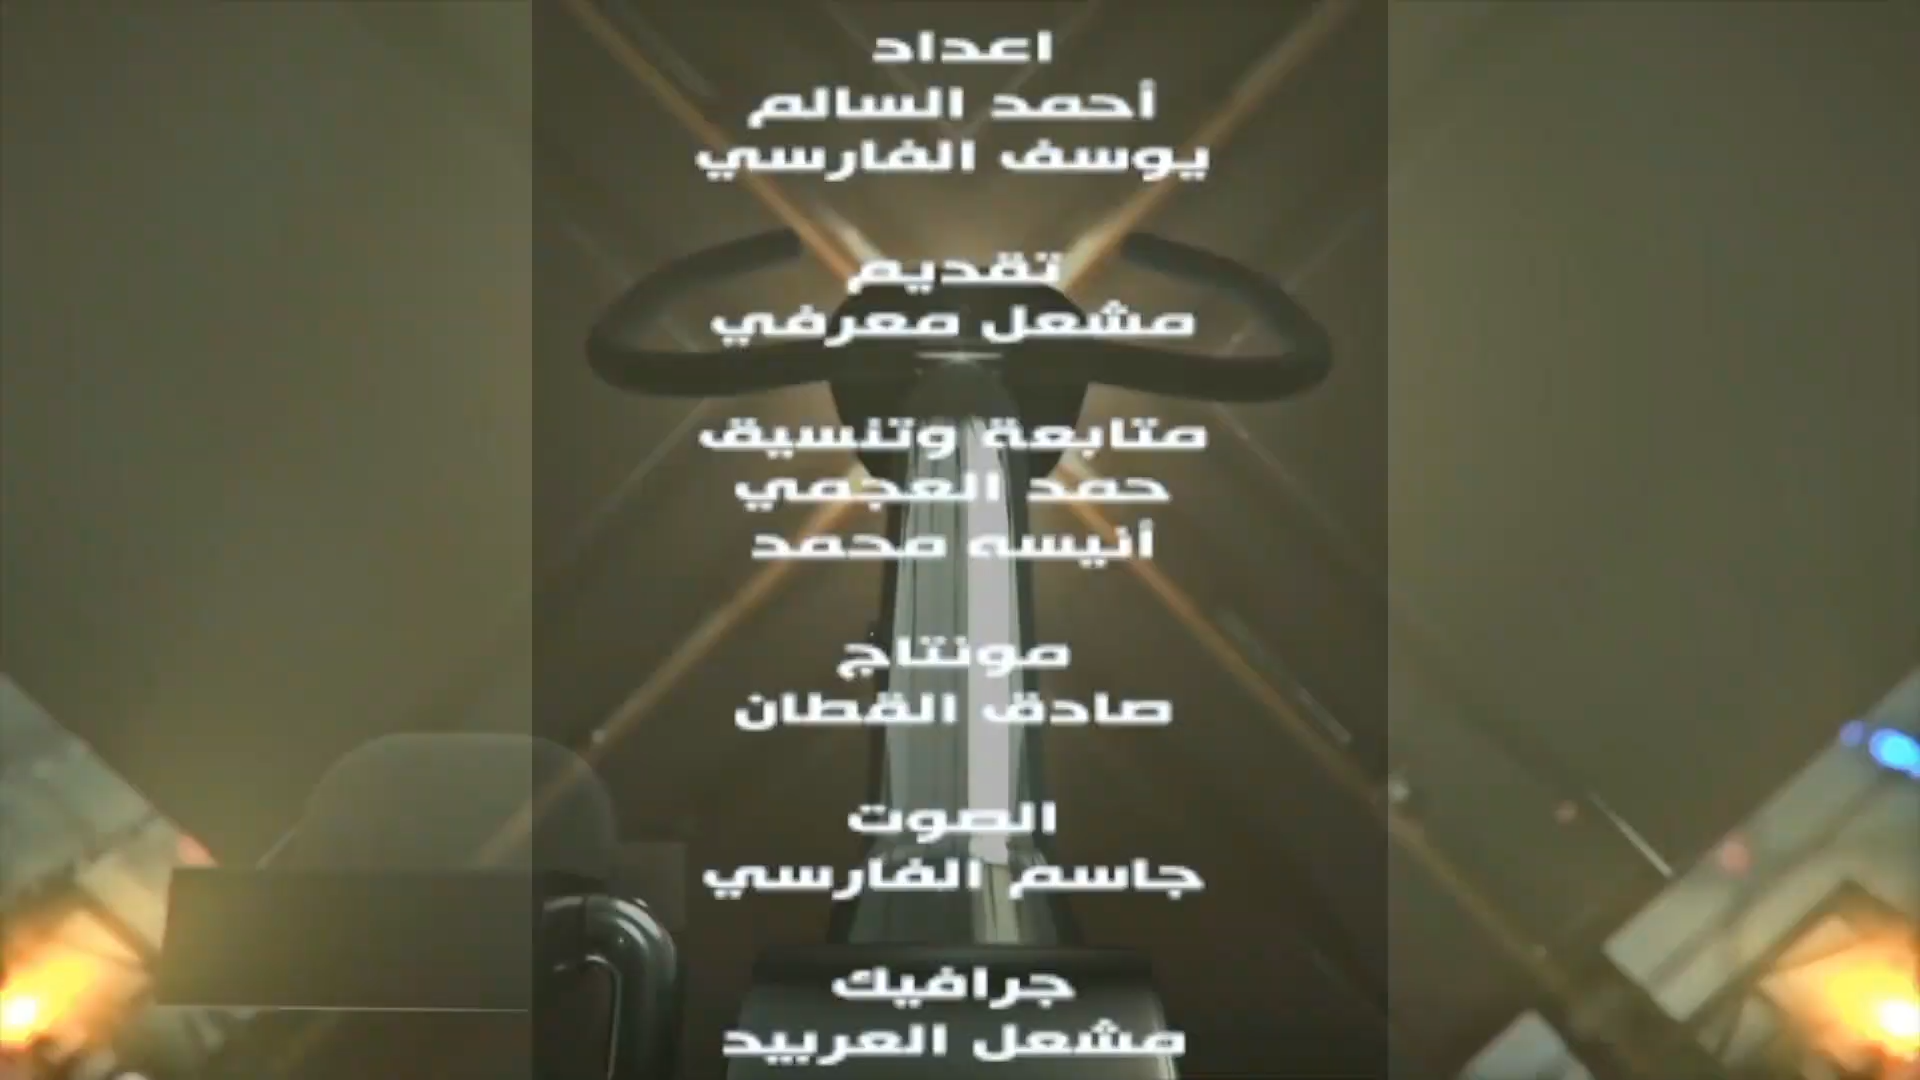 اعداد
أحمد السالم
يوسف الفارسي
تقديم
مشعل معرفي
متابعة وتنسيق
حمد العجمي
أنيسه محمد
مونتاج
صادق القطان
الصوت
جاسم الفارسي
جرافيك
مشعل العربيد